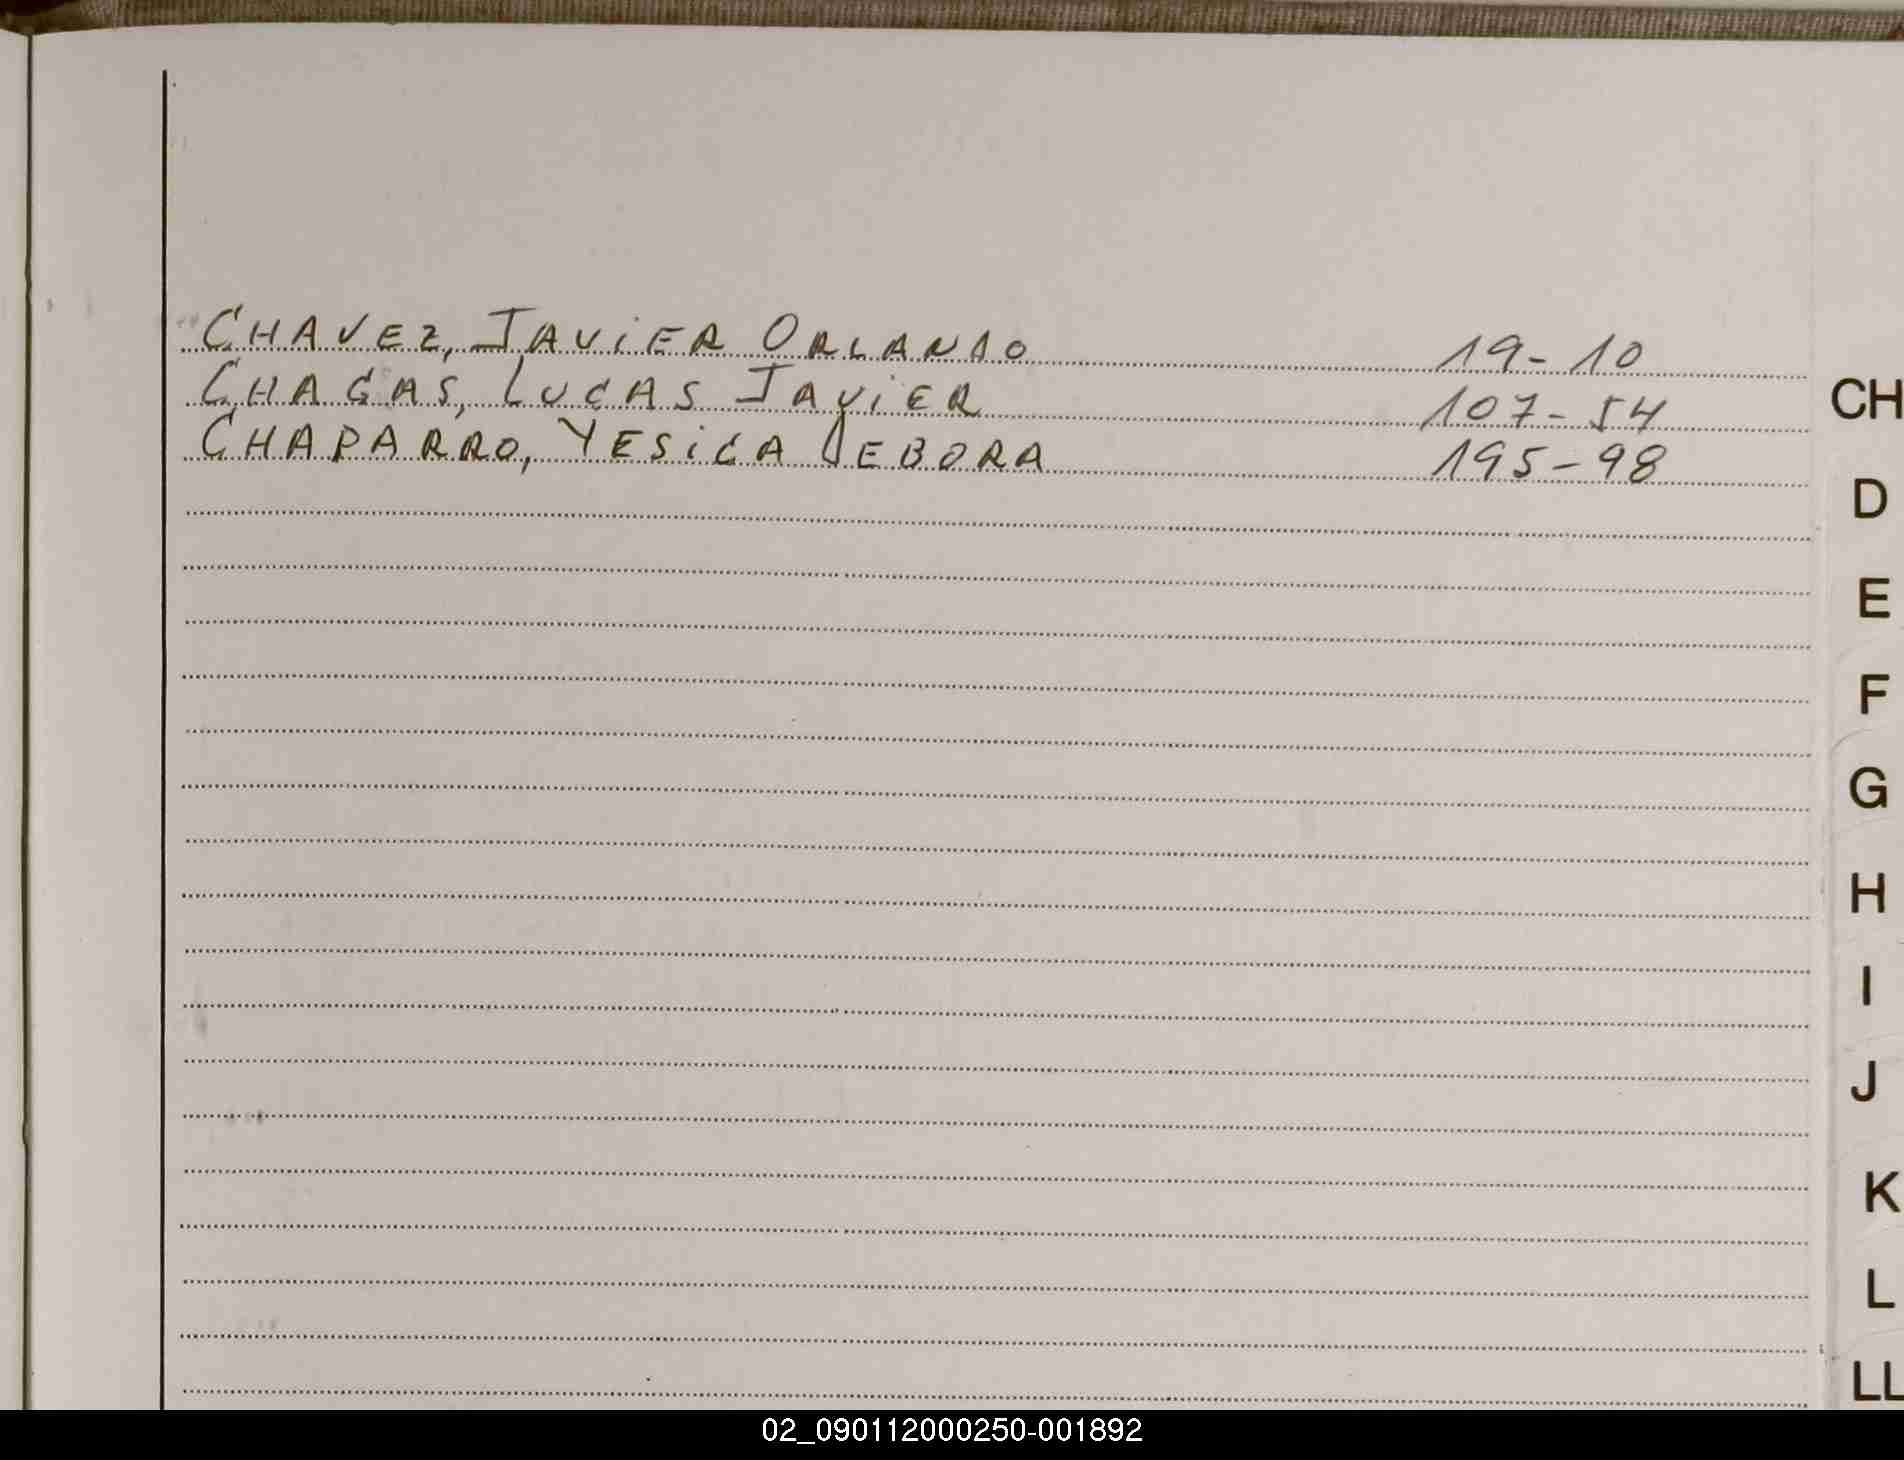 CHAVEZ, JAVIER ORLANDO 19-10
CHAGAS, LUCAS JAVIER 107-54
CHAPARRO, YESICA DEBORA 195-98
CH
D
E
F
G
H
I
J
K
L
LL
02_090112000250-001892